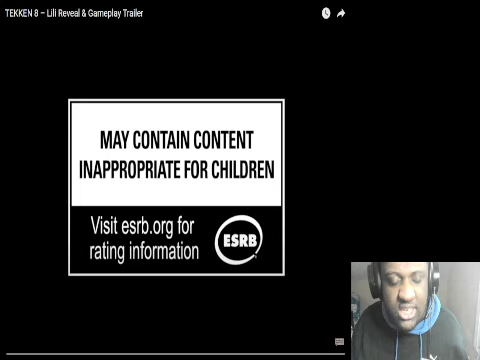 TEKKEN 8 – Lili Reveal & Gameplay Trailer
MAY CONTAIN CONTENT
INAPPROPRIATE FOR CHILDREN
Visit esrb.org for
rating information
ESRB